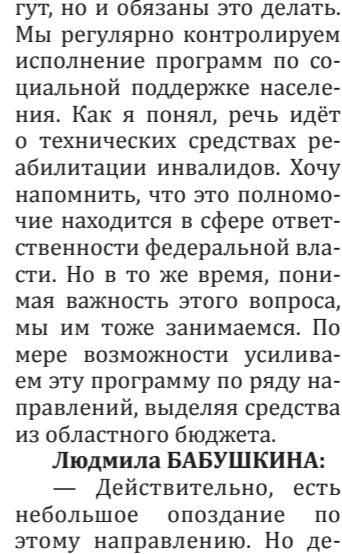 гут, но и обязаны это делать.
Мы регулярно контролируем
исполнение программ по со-
циальной поддержке населе-
ния. Как я понял, речь идёт
о технических средствах ре-
абилитации инвалидов. Хочу
напомнить, что это полномо-
чие находится в сфере ответ-
ственности федеральной вла-
сти. Но в то же время, пони-
мая важность этого вопроса,
мы им тоже занимаемся. По
мере возможности усилива-
ем эту программу по ряду на-
правлений, выделяя средства
из областного бюджета.
Людмила БАБУШКИНА:
— Действительно, есть
небольшое опоздание по
этому направлению. Но де-